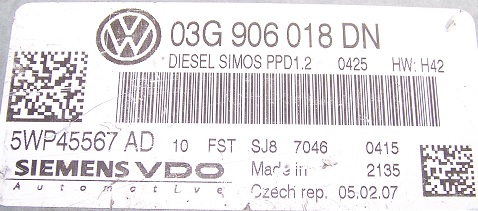 03G 906 018 DN
DIESEL SIMOS PPD1.2 0425 HW: H42
5WP45567 AD 10 FST SJ8 7046 0415
SIEMENS VDO Made in 2135
Automotive Czech rep. 05.02.07